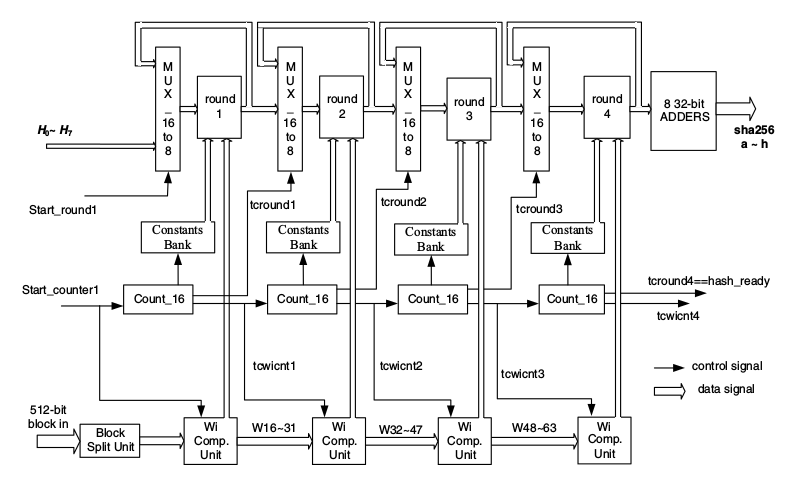 M
U
X
_
16
to
8
round
1
M
U
X
_
16
to
8
round
2
M
U
X
_
16
to
8
round
3
M
U
X
_
16
to
8
round
4
8 32-bit
ADDERS
H0~ H7
sha256
a ~ h
Start_round1
tcround1
tcround2
tcround3
Constants
Bank
Constants
Bank
Constants
Bank
Constants
Bank
Start_counter1
Count_16
Count_16
Count_16
Count_16
tcround4==hash_ready
tcwicnt4
tcwicnt1
tcwicnt2
tcwicnt3
control signal
data signal
512-bit
block in
Block
Split Unit
Wi
Comp.
Unit
W16~31
Wi
Comp.
Unit
W32~47
Wi
Comp.
Unit
W48~63
Wi
Comp.
Unit